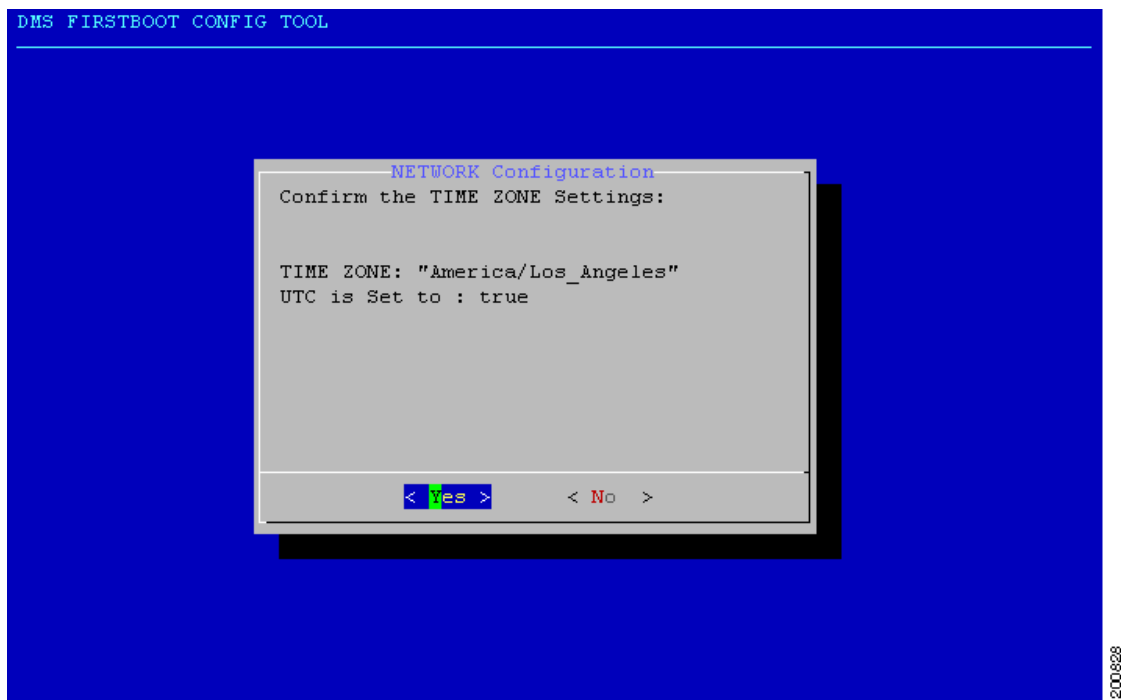 DMS FIRSTBOOT CONFIG TOOL
NETWORK Configuration
Confirm the TIME ZONE Settings:
TIME ZONE: "America/Los_Angeles"
UTC is Set to : true
< Yes > < No >
200828